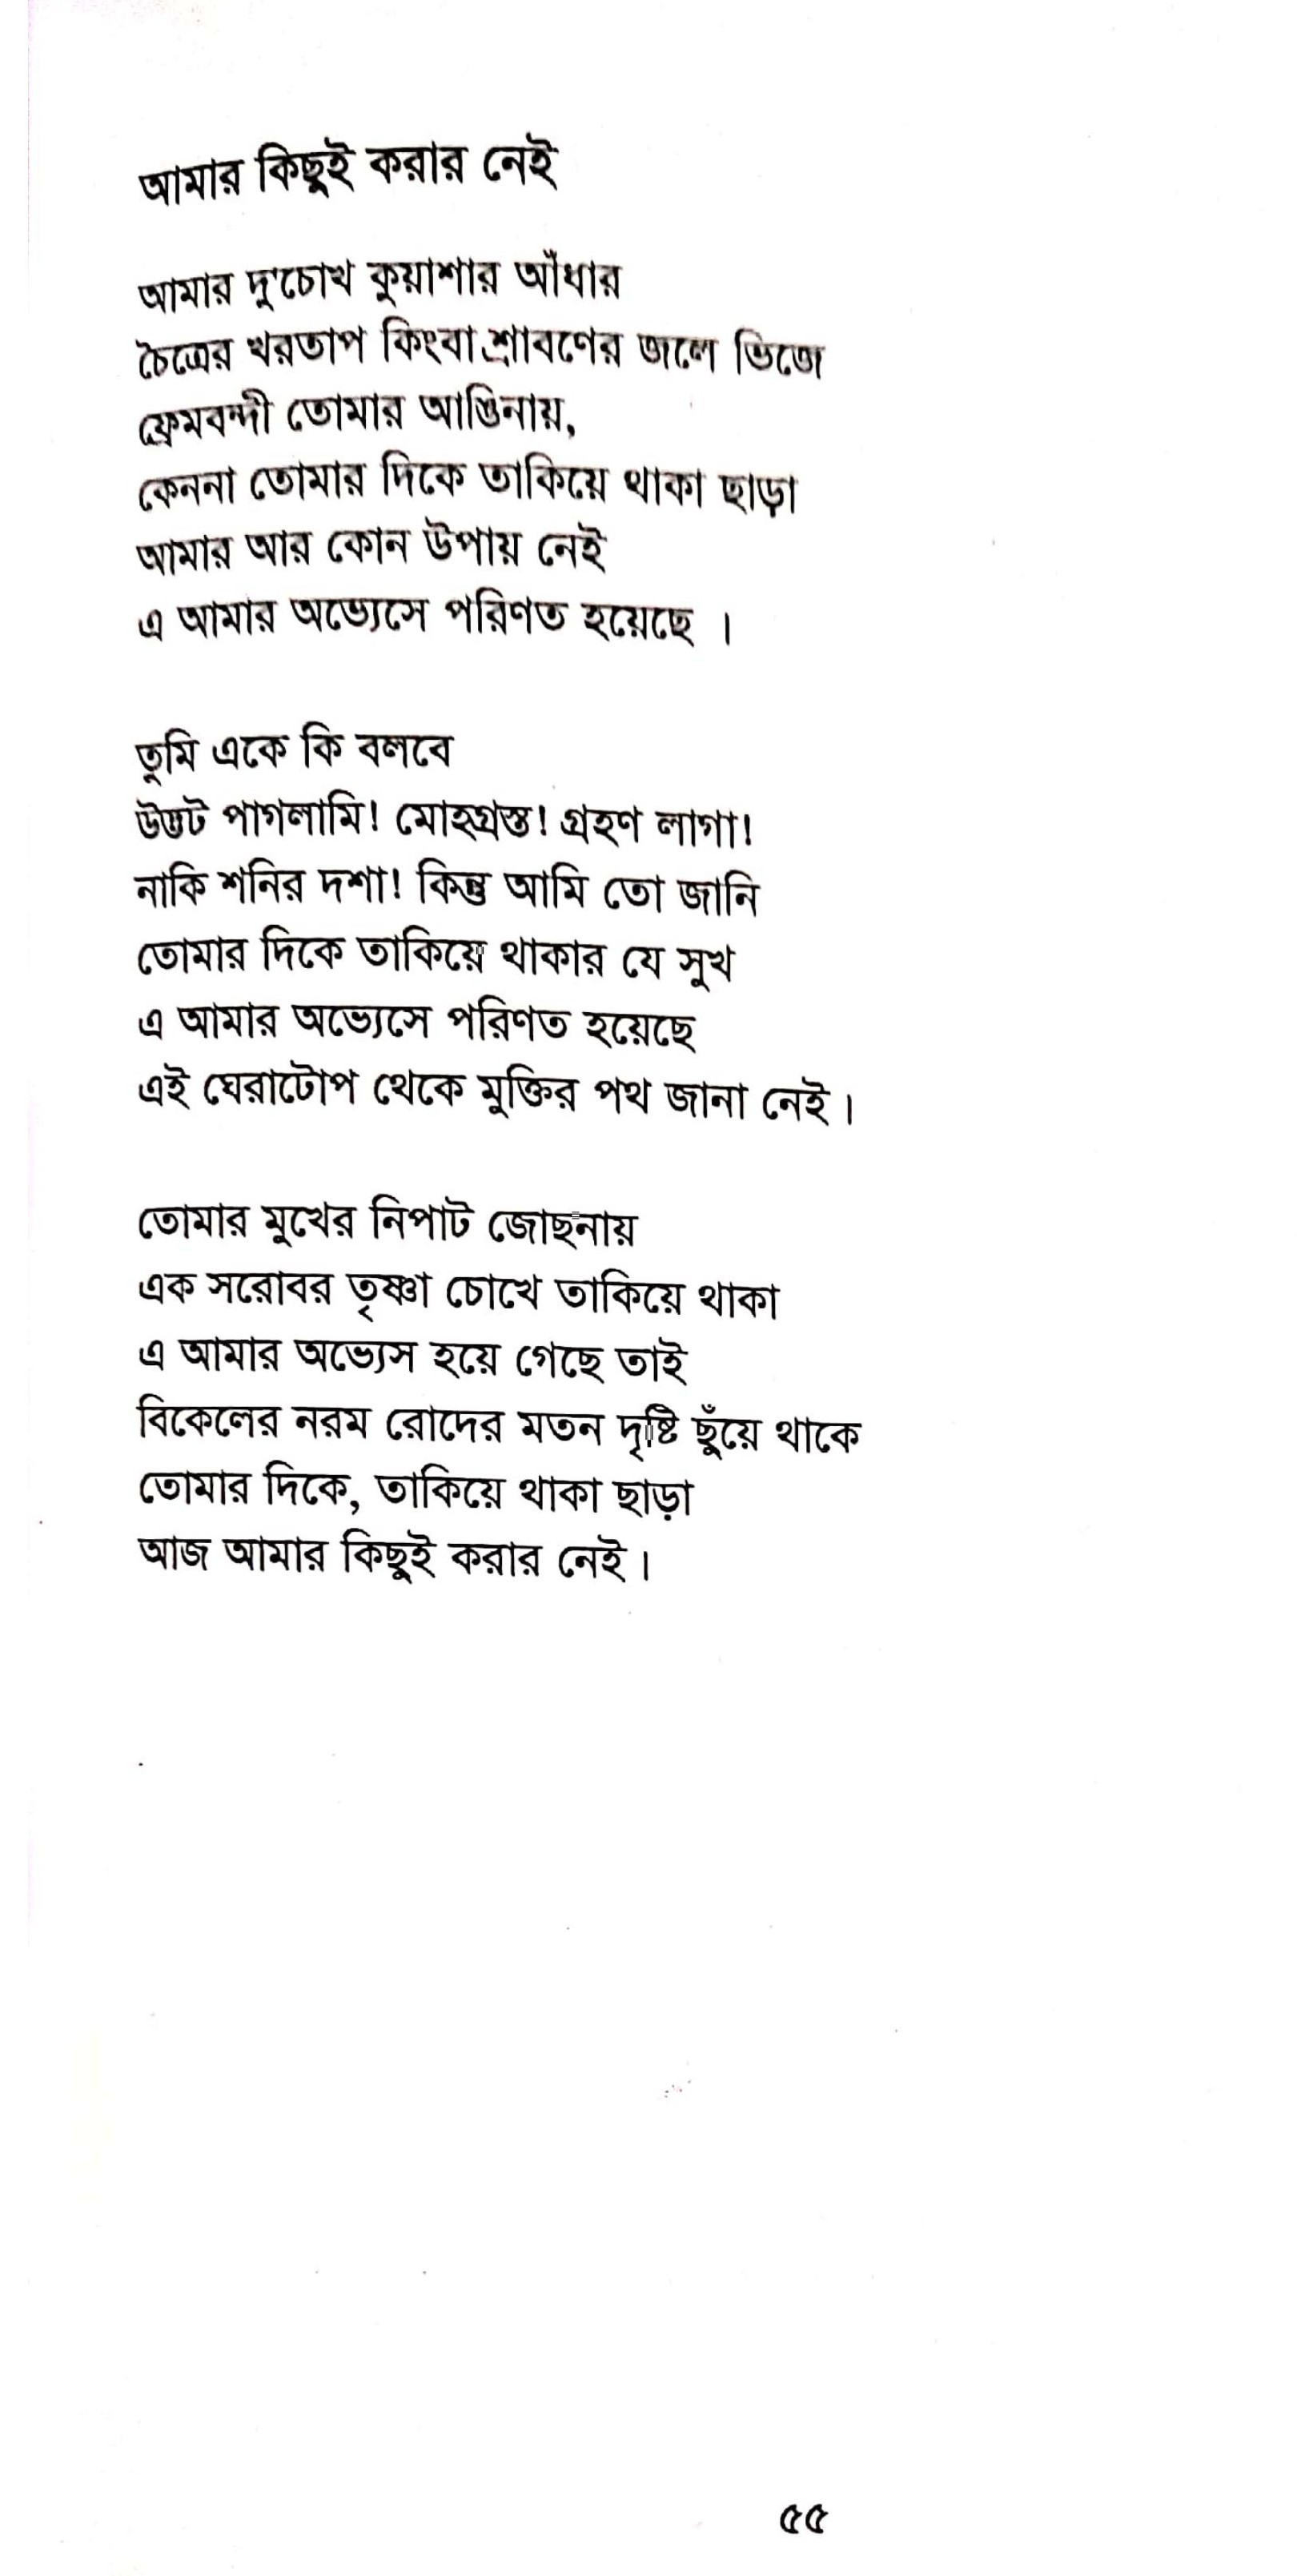 আমার কিছুই করার নেই
আমার দু'চোখ কুয়াশার আঁধার
চৈত্রের খরতাপ কিংবা শ্রাবণের জলে ভিজে
ফ্রেমবন্দী তোমার আঙিনায়,
কেননা তোমার দিকে তাকিয়ে থাকা ছাড়া
আমার আর কোন উপায় নেই
এ আমার অভ্যেসে পরিণত হয়েছে ।
তুমি একে কি বলবে
উদ্ভট পাগলামি! মোহগ্রস্ত! গ্রহণ লাগা!
নাকি শনির দশা! কিন্তু আমি তো জানি
তোমার দিকে তাকিয়ে থাকার যে সুখ
এ আমার অভ্যেসে পরিণত হয়েছে
এই ঘেরাটোপ থেকে মুক্তির পথ জানা নেই ।
তোমার মুখের নিপাট জোছনায়
এক সরোবর তৃষ্ণা চোখে তাকিয়ে থাকা
এ আমার অভ্যেস হয়ে গেছে তাই
বিকেলের নরম রোদের মতন দৃষ্টি ছুঁয়ে থাকে
তোমার দিকে, তাকিয়ে থাকা ছাড়া
আজ আমার কিছুই করার নেই ।
৫৫